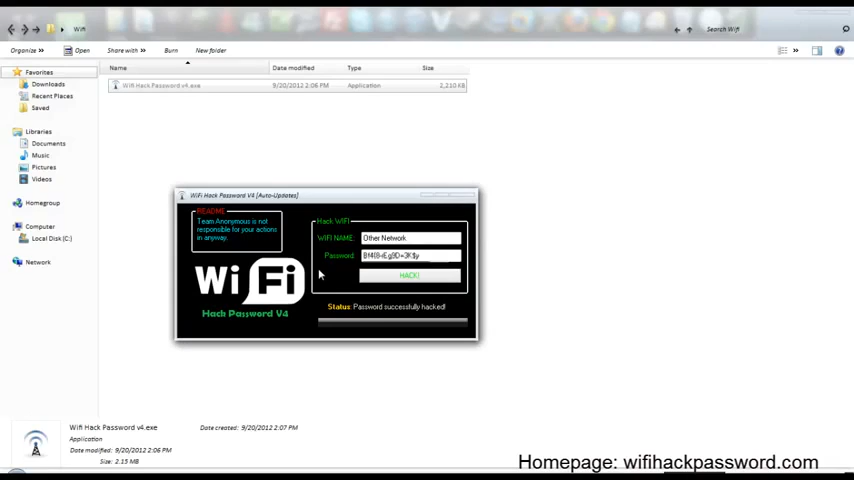 Wifi
Search Wifi
Organize
Open
Share with
Burn
New folder
Name
Date modified
Type
Size
Favorites
Wifi Hack Password v4.exe
9/20/2012 2:06 PM
Application
2,210 KB
Downloads
Recent Places
Saved
Libraries
Documents
Music
Pictures
Videos
Homegroup
Computer
Local Disk (C:)
Network
WiFi Hack Password V4 [Auto-Updates]
README
Team Anonymous is not
responsible for your actions
in anyway.
WiFi
Hack Password V4
Hack WIFI
WIFI NAME:
Other Network
Password:
HACK!
Status: Password successfully hacked!
Wifi Hack Password v4.exe
Date created: 9/20/2012 2:07 PM
Application
Date modified: 9/20/2012 2:06 PM
Size: 2.15 MB
Homepage: wifihackpassword.com